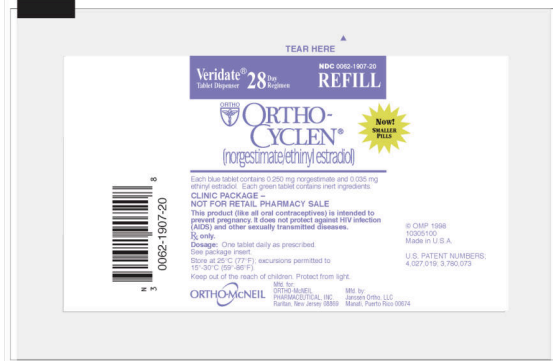 TEAR HERE
Veridate® 28 Day
Tablet Dispenser Regimen
NDC 0062-1907-20
REFILL
ORTHO
ORTHO-
CYCLEN®
(norgestimate/ethinyl estradiol)
Now!
SMALLER
PILLS
Each blue tablet contains 0.250 mg norgestimate and 0.035 mg
ethinyl estradiol. Each green tablet contains inert ingredients.
CLINIC PACKAGE –
NOT FOR RETAIL PHARMACY SALE
This product (like all oral contraceptives) is intended to
prevent pregnancy. It does not protect against HIV infection
(AIDS) and other sexually transmitted diseases.
℞ only.
Dosage: One tablet daily as prescribed.
See package insert.
Store at 25°C (77°F); excursions permitted to
15°-30°C (59°-86°F).
Keep out of the reach of children. Protect from light.
ORTHO-McNEIL
Mfd. for:
ORTHO-McNEIL
PHARMACEUTICAL, INC
Raritan, New Jersey 08869
Mfd. by:
Janssen Ortho, LLC
Manati, Puerto Rico 00674
© OMP 1998
10305100
Made in U.S.A.
U.S. PATENT NUMBERS:
4,027,019; 3,780,073
N 3 0062-1907-20 8